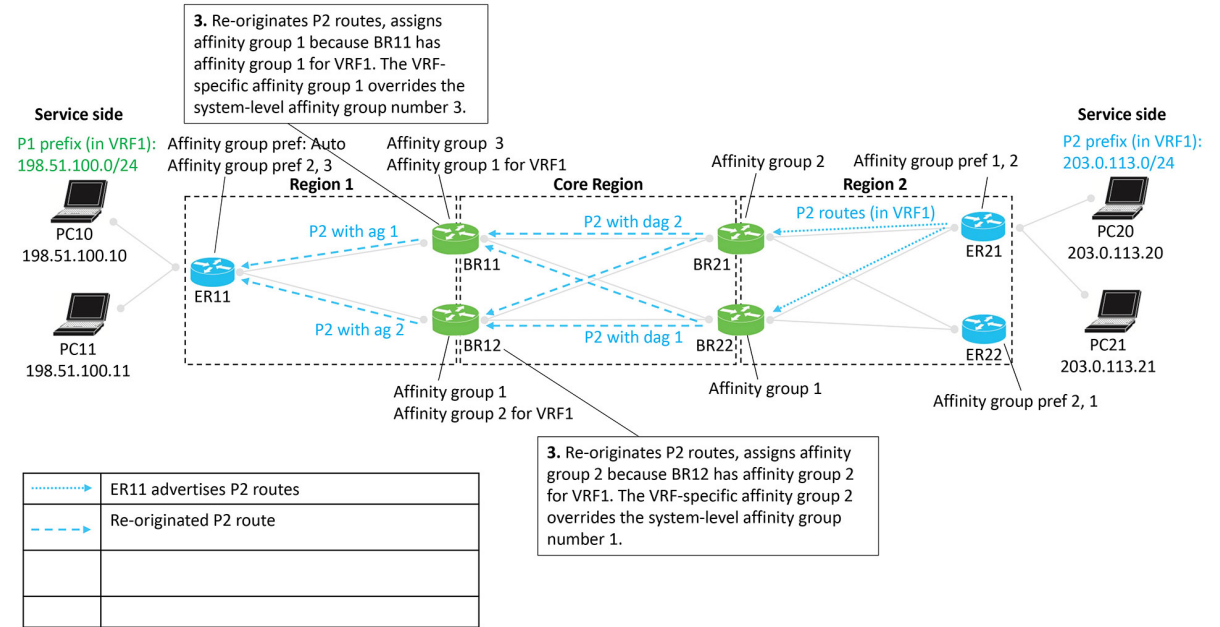 3. Re-originates P2 routes, assigns
affinity group 1 because BR11 has
affinity group 1 for VRF1. The VRF-
specific affinity group 1 overrides the
system-level affinity group number 3.
Service side
P1 prefix (in VRF1):
198.51.100.0/24
Affinity group pref: Auto
Affinity group pref 2, 3
Affinity group 3
Affinity group 1 for VRF1
Affinity group 2
Affinity group pref 1, 2
Service side
P2 prefix (in VRF1):
203.0.113.0/24
Region 1
Core Region
Region 2
PC10
198.51.100.10
P2 with ag 1
P2 with dag 2
P2 routes (in VRF1)
BR11
BR21
ER21
PC20
203.0.113.20
ER11
PC11
198.51.100.11
P2 with ag 2
BR12
P2 with dag 1
BR22
ER22
PC21
203.0.113.21
Affinity group 1
Affinity group 2 for VRF1
Affinity group 1
Affinity group pref 2, 1
3. Re-originates P2 routes, assigns affinity
group 2 because BR12 has affinity group 2
for VRF1. The VRF-specific affinity group 2
overrides the system-level affinity group
number 1.
ER11 advertises P2 routes
Re-originated P2 route